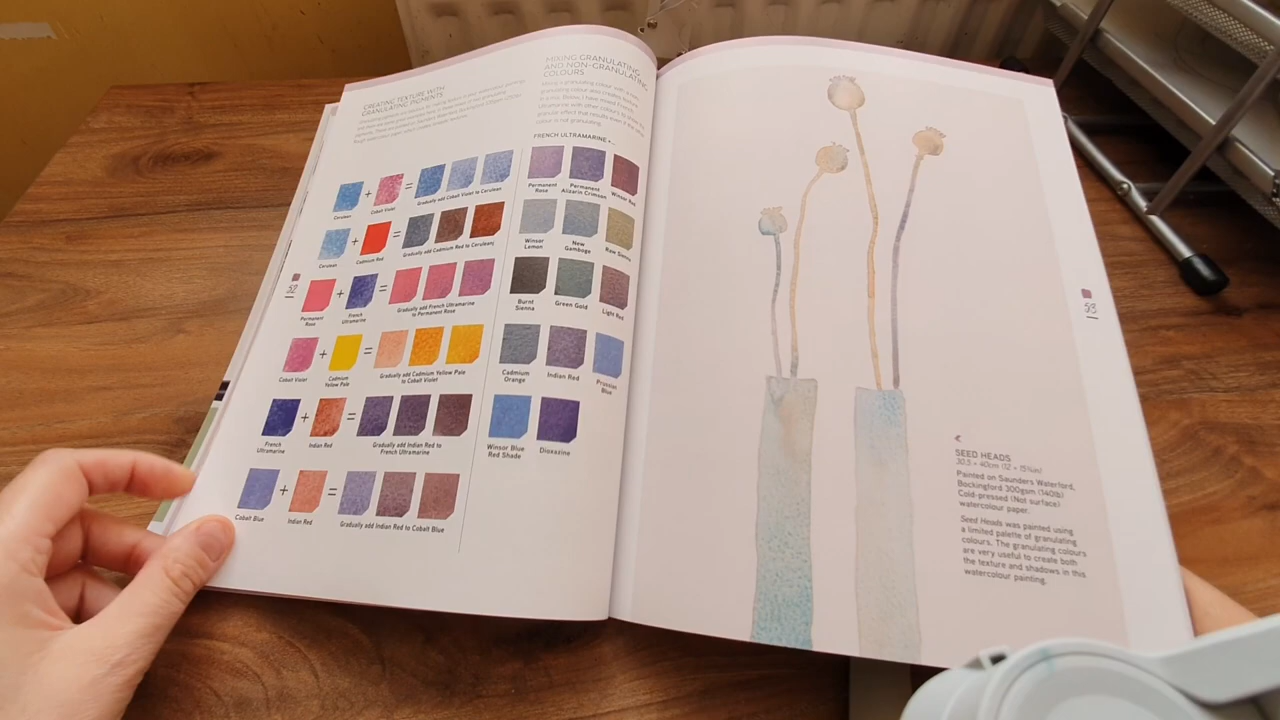 CREATING TEXTURE WITH
GRANULATING PIGMENTS
Cerulean
+
Cobalt Violet
=
Gradually add Cobalt Violet to Cerulean
Cerulean
+
Cadmium Red
=
Gradually add Cadmium Red to Cerulean
52
Permanent
Rose
+
French
Ultramarine
=
Gradually add French Ultramarine
to Permanent Rose
Cobalt Violet
+
Cadmium
Yellow Pale
=
Gradually add Cadmium Yellow Pale
to Cobalt Violet
French
Ultramarine
+
Indian Red
=
Gradually add Indian Red to
French Ultramarine
Cobalt Blue
+
Indian Red
=
Gradually add Indian Red to Cobalt Blue
MIXING GRANULATING
AND NON-GRANULATING
COLOURS
FRENCH ULTRAMARINE +...
Permanent
Rose
Permanent
Alizarin Crimson
Winsor Red
Winsor
Lemon
New
Gamboge
Raw Sienna
Burnt
Sienna
Green Gold
Light Red
Cadmium
Orange
Indian Red
Prussian
Blue
Winsor Blue
Red Shade
Dioxazine
53
SEED HEADS
30.5 × 40cm (12 × 15¾in)
Painted on Saunders Waterford,
Bockingford 300gsm (140lb)
Cold-pressed (Not surface)
watercolour paper.
Seed Heads was painted using
a limited palette of granulating
colours. The granulating colours
are very useful to create both
the texture and shadows in this
watercolour painting.